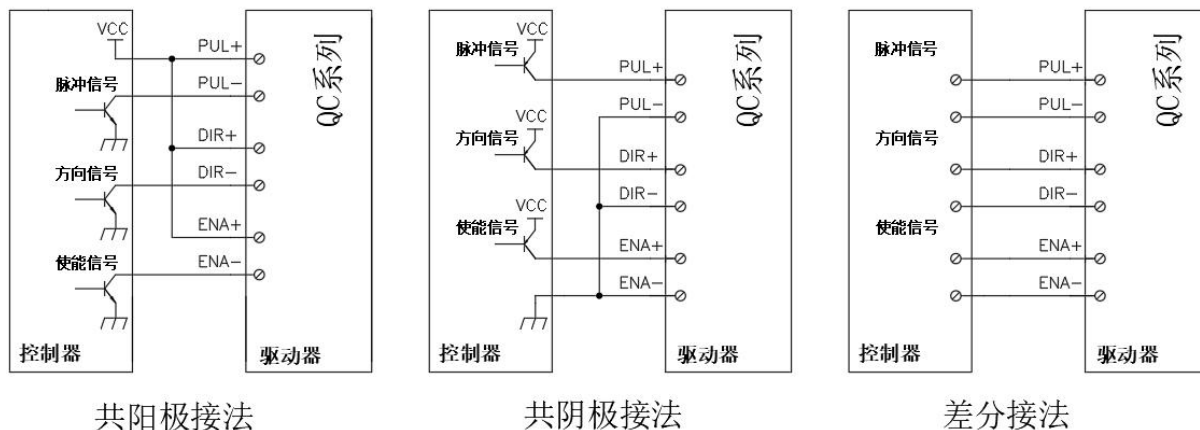 VCC
PUL+
脉冲信号
PUL-
DIR+
方向信号
DIR-
ENA+
使能信号
ENA-
QC系列
控制器
驱动器
共阳极接法
VCC
脉冲信号
PUL+
PUL-
VCC
方向信号
DIR+
DIR-
VCC
使能信号
ENA+
ENA-
QC系列
控制器
驱动器
共阴极接法
脉冲信号
PUL+
PUL-
方向信号
DIR+
DIR-
使能信号
ENA+
ENA-
QC系列
控制器
驱动器
差分接法